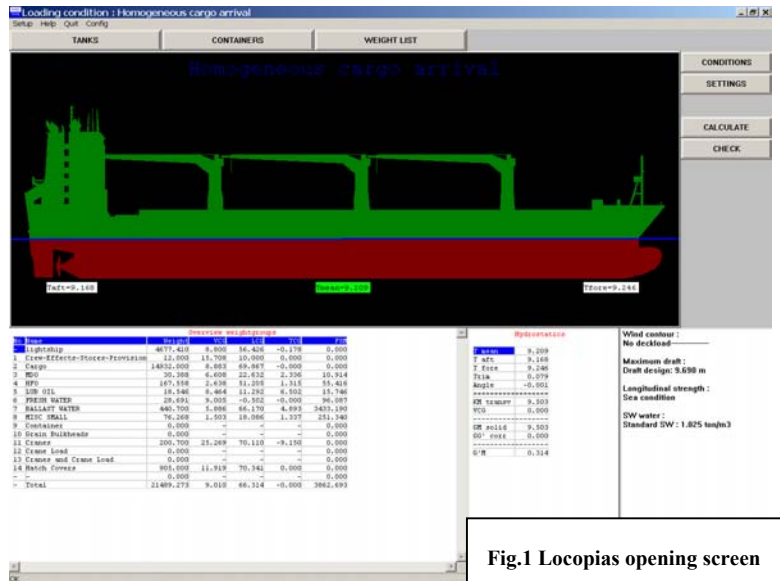 Loading condition : Homogeneous cargo arrival
Setup Help Quit Config
TANKS CONTAINERS WEIGHT LIST
Homogeneous cargo arrival
CONDITIONS
SETTINGS
CALCULATE
CHECK
Taft=9.168 Tmean=9.209 Tfore=9.246
Overview weightgroups
No Name Weight VCG LCG TCG FSM
- lightship 4677.410 8.800 56.426 -0.178 0.000
1 Crew-Effects-Stores-Provision 12.000 15.708 10.000 0.000 0.000
2 Cargo 14932.000 8.883 69.867 -0.000 0.000
3 MDO 30.388 6.608 22.632 2.336 10.914
4 HFO 167.558 2.638 51.205 1.315 55.416
5 LUB OIL 18.546 8.464 11.292 6.502 15.746
6 FRESH WATER 28.691 9.005 -0.502 -0.000 96.087
7 BALLAST WATER 440.700 5.886 66.170 4.893 3433.190
8 MISC SMALL 76.268 1.503 18.086 1.337 251.340
9 Container 0.000 - - - 0.000
10 Grain Bulkheads 0.000 - - - 0.000
11 Cranes 200.700 25.269 70.110 -9.150 0.000
12 Crane Load 0.000 - - - 0.000
13 Cranes and Crane Load 0.000 - - - 0.000
14 Hatch Covers 905.000 11.919 70.341 0.000 0.000
- - 0.000 - - - 0.000
- Total 21489.273 9.010 66.314 -0.000 3862.693
Hydrostatics
T mean 9.209
T aft 9.168
T fore 9.246
Trim 0.079
Angle -0.001
KM transv 9.503
VCG 0.000
GM solid 9.503
GG' corr 0.000
G'M 0.314
Wind contour :
No deckload
Maximum draft :
Draft design: 9.690 m
Longitudinal strength :
Sea condition
SW water :
Standard SW : 1.025 ton/m3
OK
Fig.1 Locopias opening screen